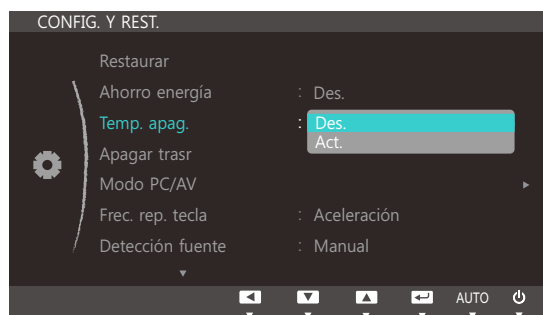 CONFIG. Y REST.
Restaurar
Ahorro energía : Des.
Temp. apag. : Des.
Act.
Apagar trasr
Modo PC/AV
Frec. rep. tecla : Aceleración
Detección fuente : Manual
AUTO